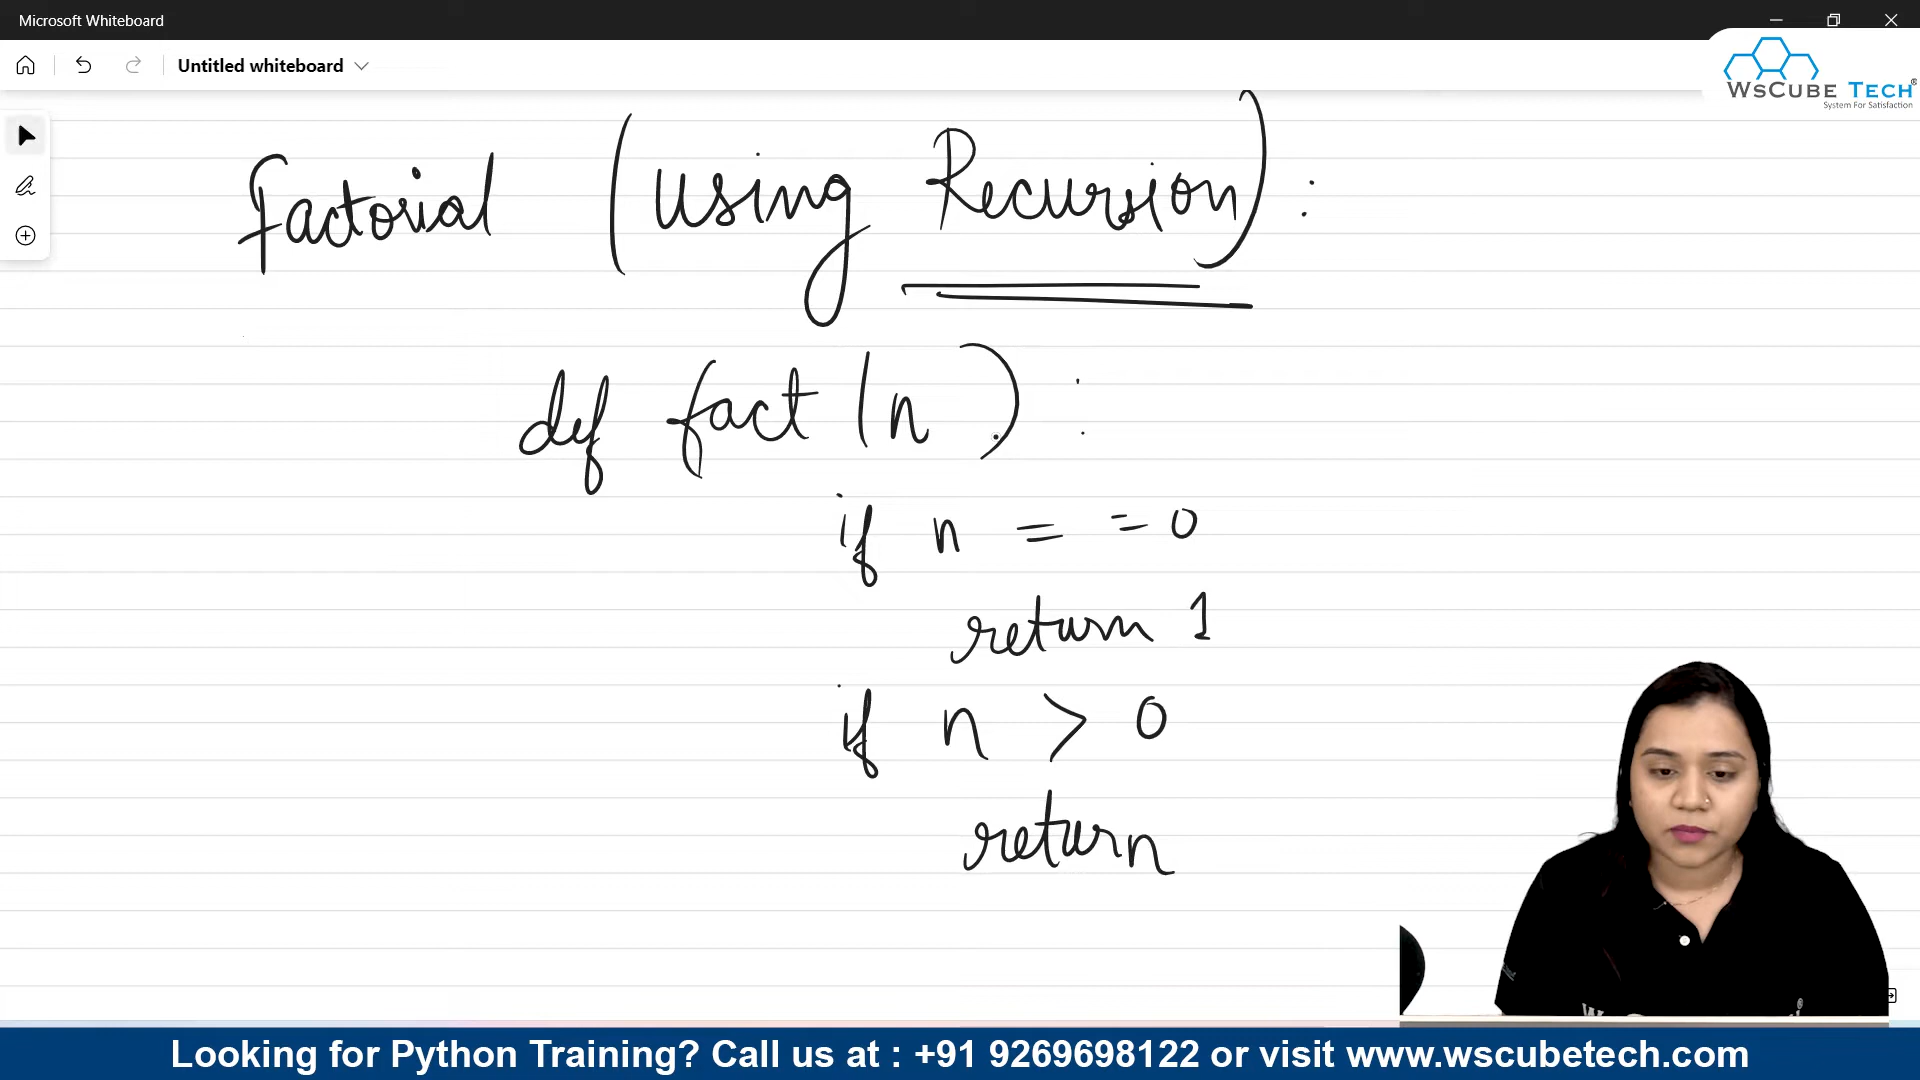 Microsoft Whiteboard
Untitled whiteboard
WsCube Tech®
System For Satisfaction
Factorial (using Recursion) :
def fact (n) :
if n = = 0
return 1
if n > 0
return
Looking for Python Training? Call us at : +91 9269698122 or visit www.wscubetech.com